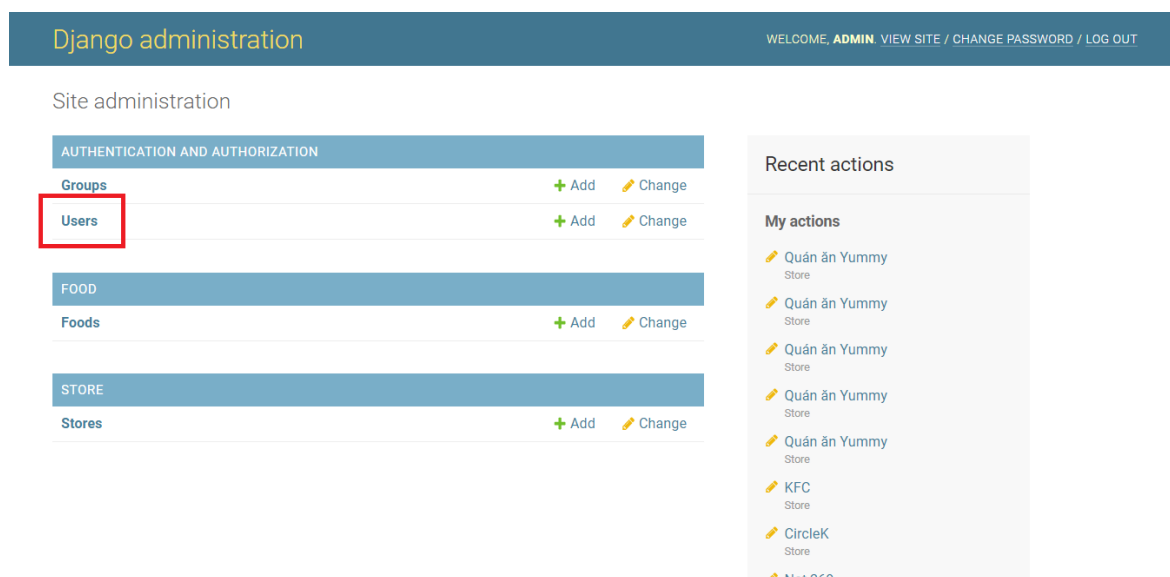 Django administration
WELCOME, ADMIN. VIEW SITE / CHANGE PASSWORD / LOG OUT
Site administration
AUTHENTICATION AND AUTHORIZATION
Groups Add Change
Users Add Change
FOOD
Foods Add Change
STORE
Stores Add Change
Recent actions
My actions
Quán ăn Yummy
Store
Quán ăn Yummy
Store
Quán ăn Yummy
Store
Quán ăn Yummy
Store
Quán ăn Yummy
Store
KFC
Store
CircleK
Store